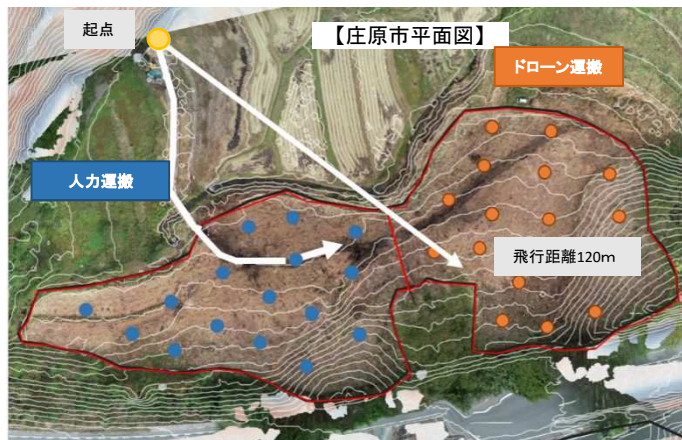 起点
【庄原市平面図】
ドローン運搬
人力運搬
飛行距離120m